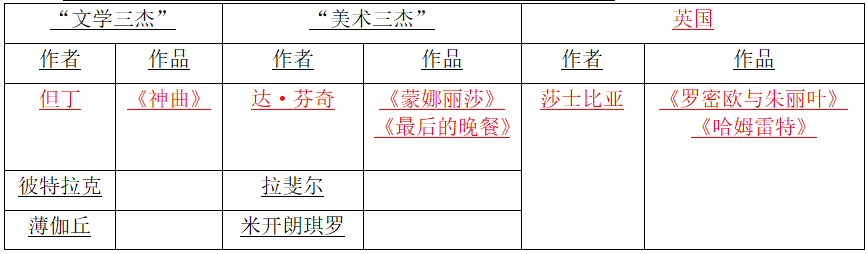 “文学三杰” “美术三杰” 英国
作者 作品 作者 作品 作者 作品
但丁 《神曲》 达·芬奇 《蒙娜丽莎》 莎士比亚 《罗密欧与朱丽叶》
《最后的晚餐》 《哈姆雷特》
彼特拉克 拉斐尔
薄伽丘 米开朗琪罗